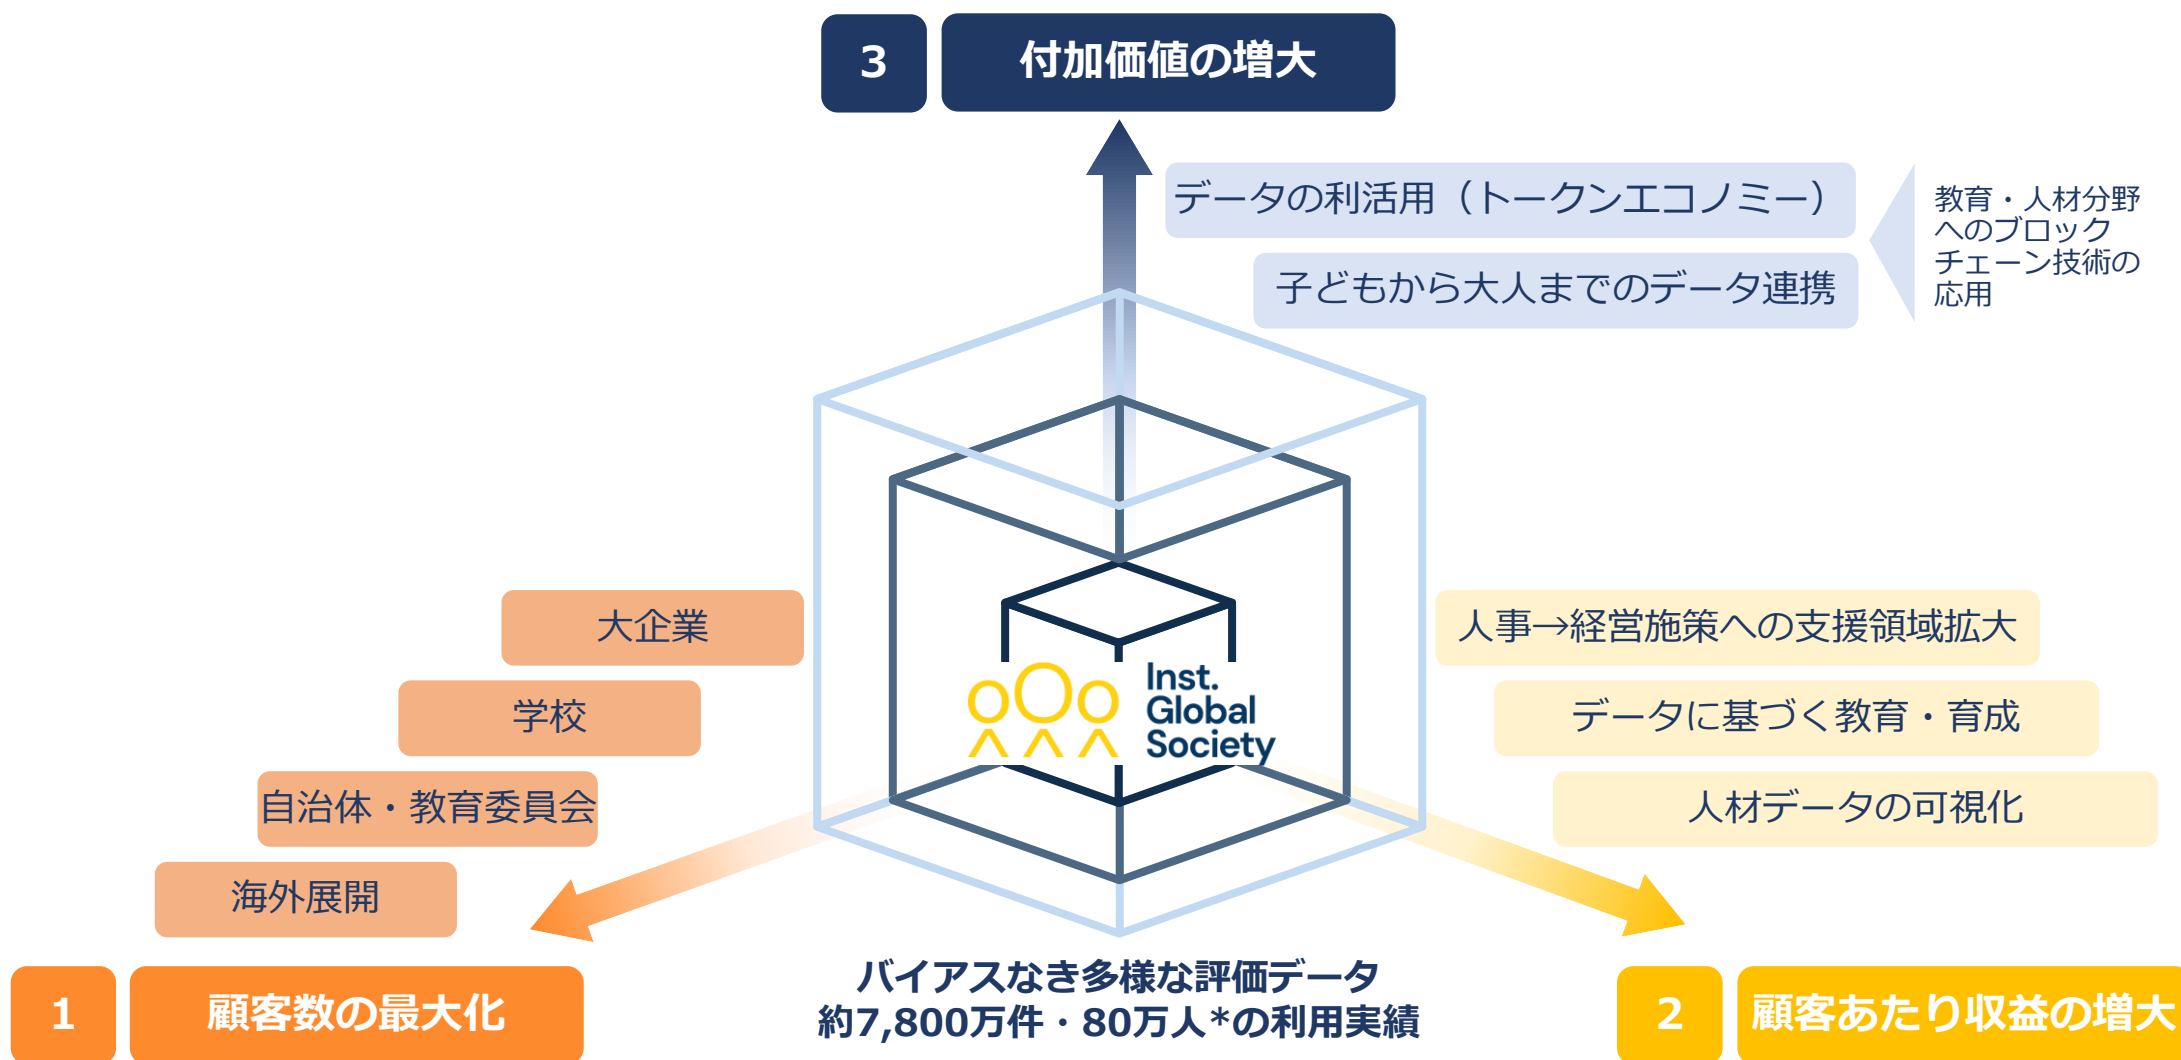 3
付加価値の増大
データの利活用（トークンエコノミー）
子どもから大人までのデータ連携
教育・人材分野
へのブロック
チェーン技術の
応用
大企業
学校
自治体・教育委員会
海外展開
1
顧客数の最大化
Inst.
Global
Society
バイアスなき多様な評価データ
約7,800万件・80万人*の利用実績
人事→経営施策への支援領域拡大
データに基づく教育・育成
人材データの可視化
2
顧客あたり収益の増大